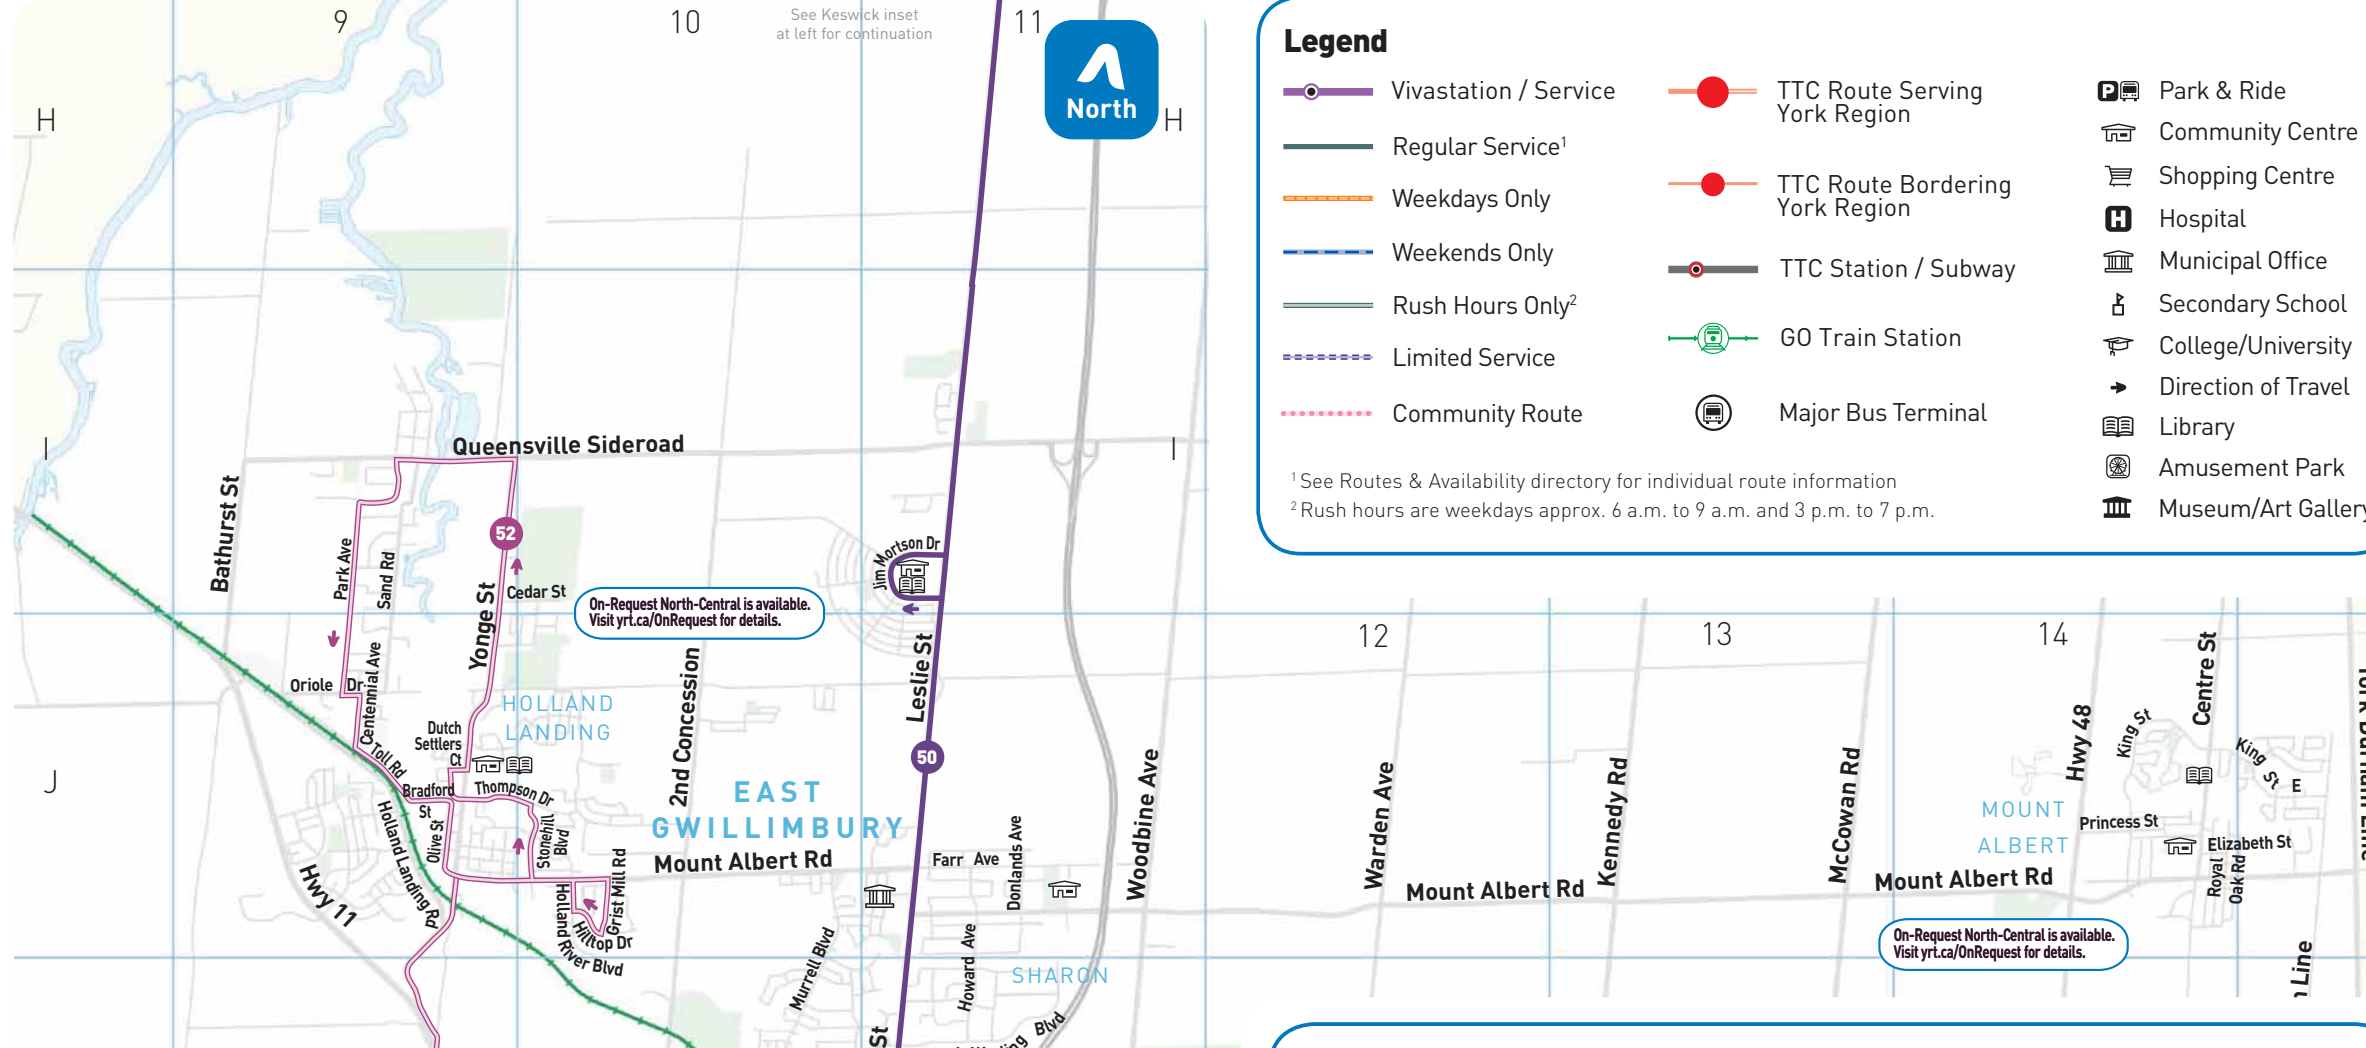 9
10
See Keswick inset
at left for continuation
11
North
H
H
Legend
Vivastation / Service
Regular Service1
Weekdays Only
Weekends Only
Rush Hours Only2
Limited Service
Community Route
TTC Route Serving
York Region
TTC Route Bordering
York Region
TTC Station / Subway
GO Train Station
Major Bus Terminal
P
Park & Ride
Community Centre
Shopping Centre
H
Hospital
Municipal Office
Secondary School
College/University
Direction of Travel
Library
Amusement Park
Museum/Art Gallery
1 See Routes & Availability directory for individual route information
2 Rush hours are weekdays approx. 6 a.m. to 9 a.m. and 3 p.m. to 7 p.m.
I
I
Queensville Sideroad
Bathurst St
Park Ave
Sand Rd
52
Yonge St
Cedar St
On-Request North-Central is available.
Visit yrt.ca/OnRequest for details.
Jim Mortson Dr
Leslie St
2nd Concession
Oriole Dr
Centennial Ave
HOLLAND
LANDING
Dutch
Settlers
Ct
Toll Rd
J
Bradford
St
Thompson Dr
Olive St
Stonehill
Blvd
Holland Landing Rd
Hwy 11
Grist Mill Rd
Holland River Blvd
Hilltop Dr
EAST
GWILLIMBURY
Mount Albert Rd
50
Farr Ave
Donlands Ave
Woodbine Ave
Murrell Blvd
Howard Ave
SHARON
St
Blvd
12
13
14
Warden Ave
Kennedy Rd
McCowan Rd
Mount Albert Rd
Mount Albert Rd
Hwy 48
King St
Centre St
King St E
MOUNT
ALBERT
Princess St
Elizabeth St
Royal
Oak Rd
On-Request North-Central is available.
Visit yrt.ca/OnRequest for details.
Line